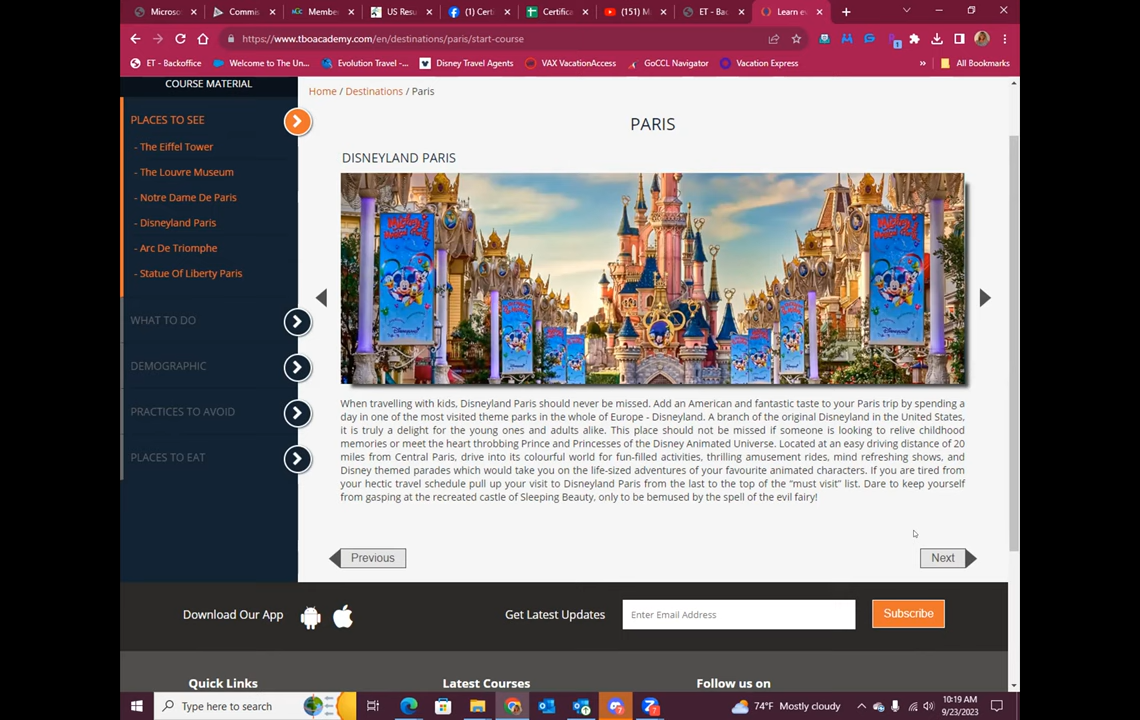 Microso
Commis
Membe
US Resu
(1) Certi
Certifica
(151) M
ET - Bac
Learn e
https://www.tboacademy.com/en/destinations/paris/start-course
ET - Backoffice
Welcome to The Un...
Evolution Travel -...
Disney Travel Agents
VAX VacationAccess
GoCCL Navigator
Vacation Express
»
All Bookmarks
COURSE MATERIAL
PLACES TO SEE
- The Eiffel Tower
- The Louvre Museum
- Notre Dame De Paris
- Disneyland Paris
- Arc De Triomphe
- Statue Of Liberty Paris
WHAT TO DO
DEMOGRAPHIC
PRACTICES TO AVOID
PLACES TO EAT
Home / Destinations / Paris
PARIS
DISNEYLAND PARIS
When travelling with kids, Disneyland Paris should never be missed. Add an American and fantastic taste to your Paris trip by spending a
day in one of the most visited theme parks in the whole of Europe - Disneyland. A branch of the original Disneyland in the United States,
it is truly a delight for the young ones and adults alike. This place should not be missed if someone is looking to relive childhood
memories or meet the heart throbbing Prince and Princesses of the Disney Animated Universe. Located at an easy driving distance of 20
miles from Central Paris, drive into its colourful world for fun-filled activities, thrilling amusement rides, mind refreshing shows, and
Disney themed parades which would take you on the life-sized adventures of your favourite animated characters. If you are tired from
your hectic travel schedule pull up your visit to Disneyland Paris from the last to the top of the “must visit” list. Dare to keep yourself
from gasping at the recreated castle of Sleeping Beauty, only to be bemused by the spell of the evil fairy!
Previous
Next
Download Our App
Get Latest Updates
Enter Email Address
Subscribe
Quick Links
Latest Courses
Follow us on
Type here to search
74°F Mostly cloudy
10:19 AM
9/23/2023